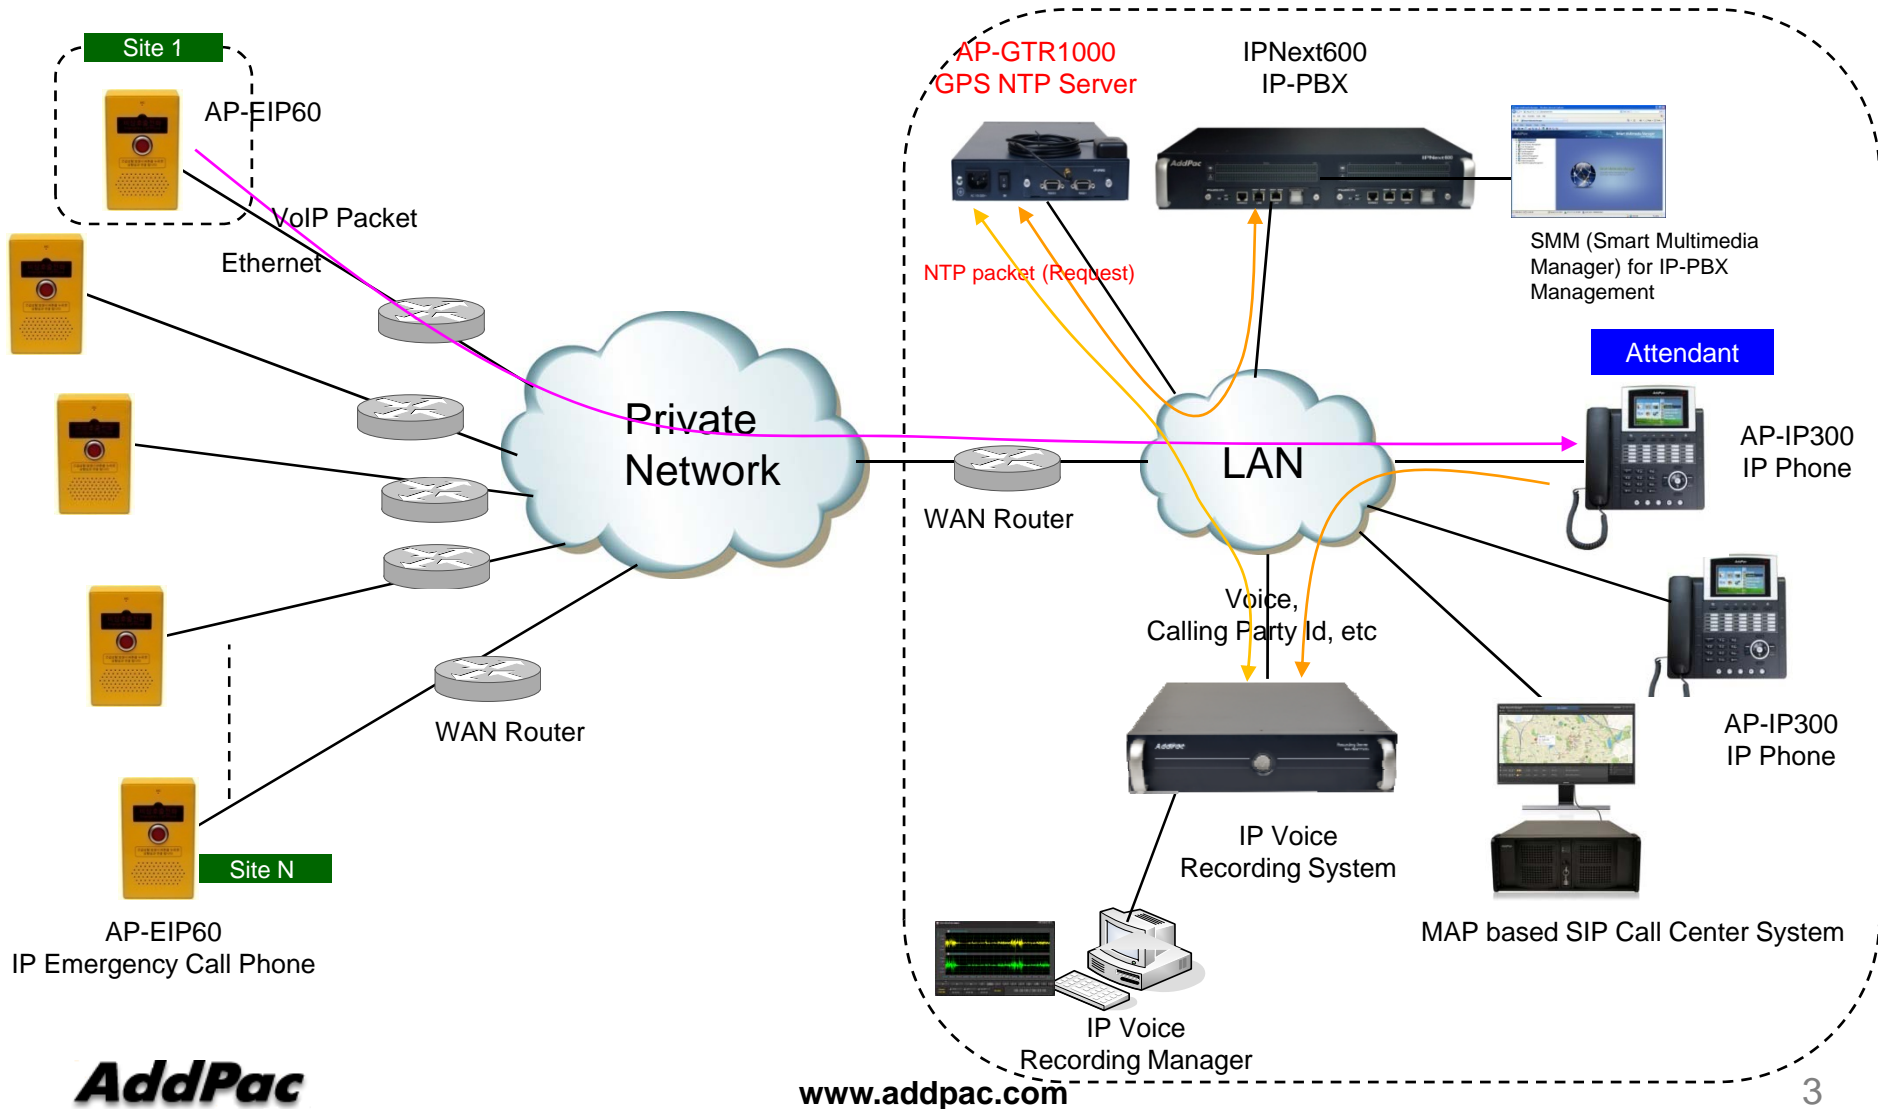 Site 1
AP-EIP60
VoIP Packet
Ethernet
Private
Network
WAN Router
Site N
AP-EIP60
IP Emergency Call Phone
AP-GTR1000
GPS NTP Server
IPNext600
IP-PBX
AddPac
IPNext600
SMM (Smart Multimedia
Manager) for IP-PBX
Management
NTP packet (Request)
Attendant
AP-IP300
IP Phone
LAN
WAN Router
Voice,
Calling Party Id, etc
AddPac
AP-IP300
IP Phone
IP Voice
Recording System
MAP based SIP Call Center System
IP Voice
Recording Manager
AddPac
www.addpac.com
3